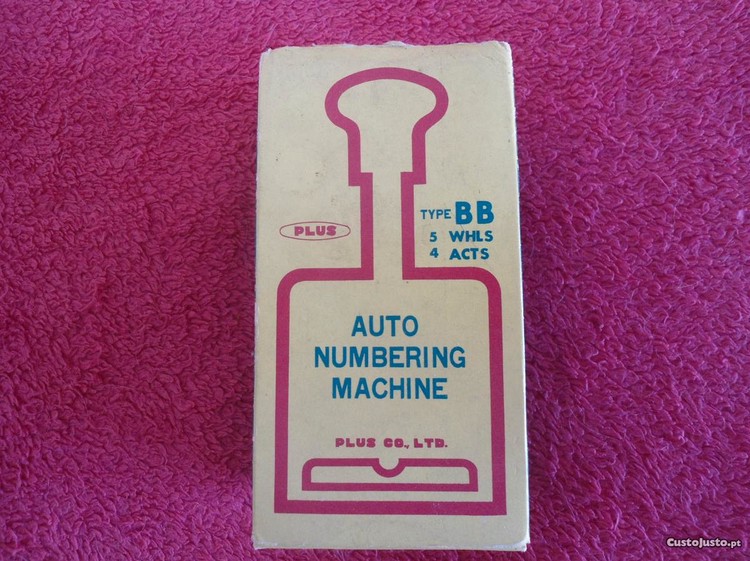 PLUS
TYPE BB
5 WHLS
4 ACTS
AUTO
NUMBERING
MACHINE
PLUS CO., LTD.
CustoJusto.pt